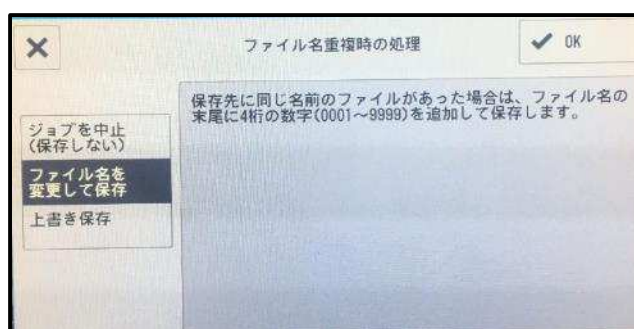 ファイル名重複時の処理
OK
保存先に同じ名前のファイルがあった場合は、ファイル名の
末尾に4桁の数字(0001～9999)を追加して保存します。
ジョブを中止
(保存しない)
ファイル名を
変更して保存
上書き保存